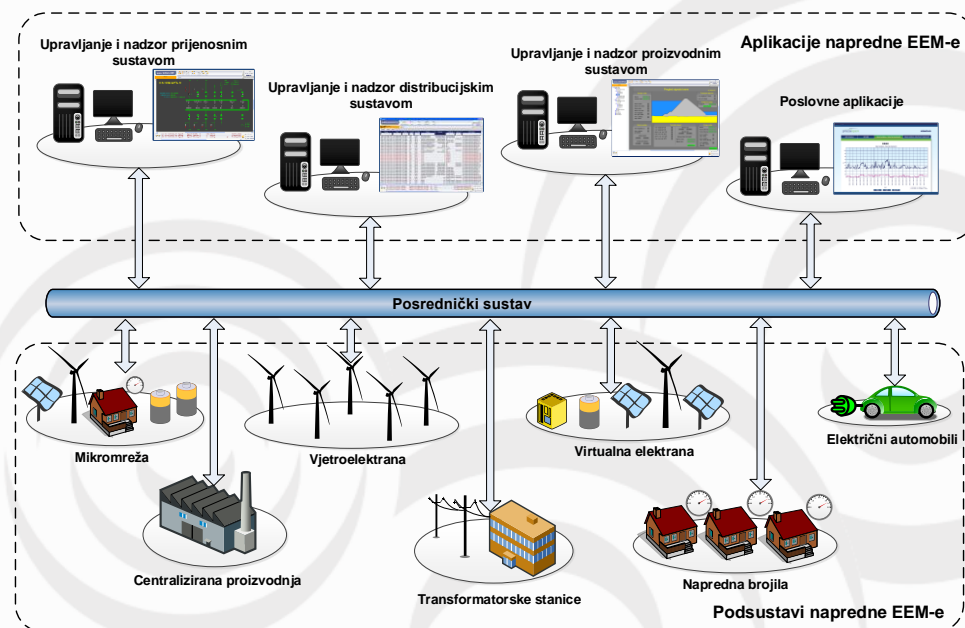 Aplikacije napredne EEM-e
Upravljanje i nadzor prijenosnim
sustavom
Upravljanje i nadzor distribucijskim
sustavom
Upravljanje i nadzor proizvodnim
sustavom
Poslovne aplikacije
Posrednički sustav
Mikromreža
Vjetroelektrana
Virtualna elektrana
Električni automobili
Centralizirana proizvodnja
Transformatorske stanice
Napredna brojila
Podsustavi napredne EEM-e